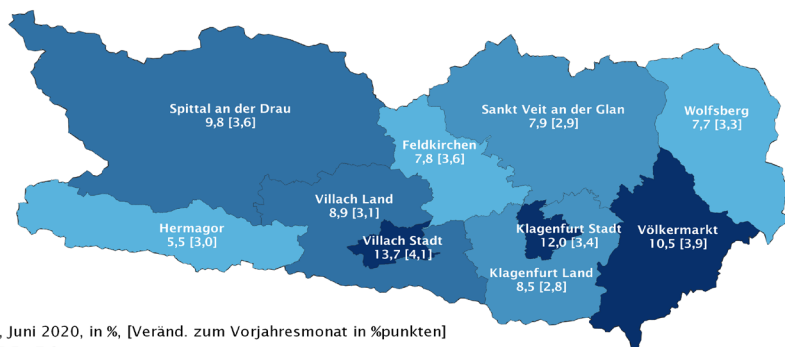 Spittal an der Drau
9,8 [3,6]
Sankt Veit an der Glan
7,9 [2,9]
Wolfsberg
7,7 [3,3]
Feldkirchen
7,8 [3,6]
Villach Land
8,9 [3,1]
Hermagor
5,5 [3,0]
Villach Stadt
13,7 [4,1]
Klagenfurt Stadt
12,0 [3,4]
Völkermarkt
10,5 [3,9]
Klagenfurt Land
8,5 [2,8]
, Juni 2020, in %, [Veränd. zum Vorjahresmonat in %punkten]